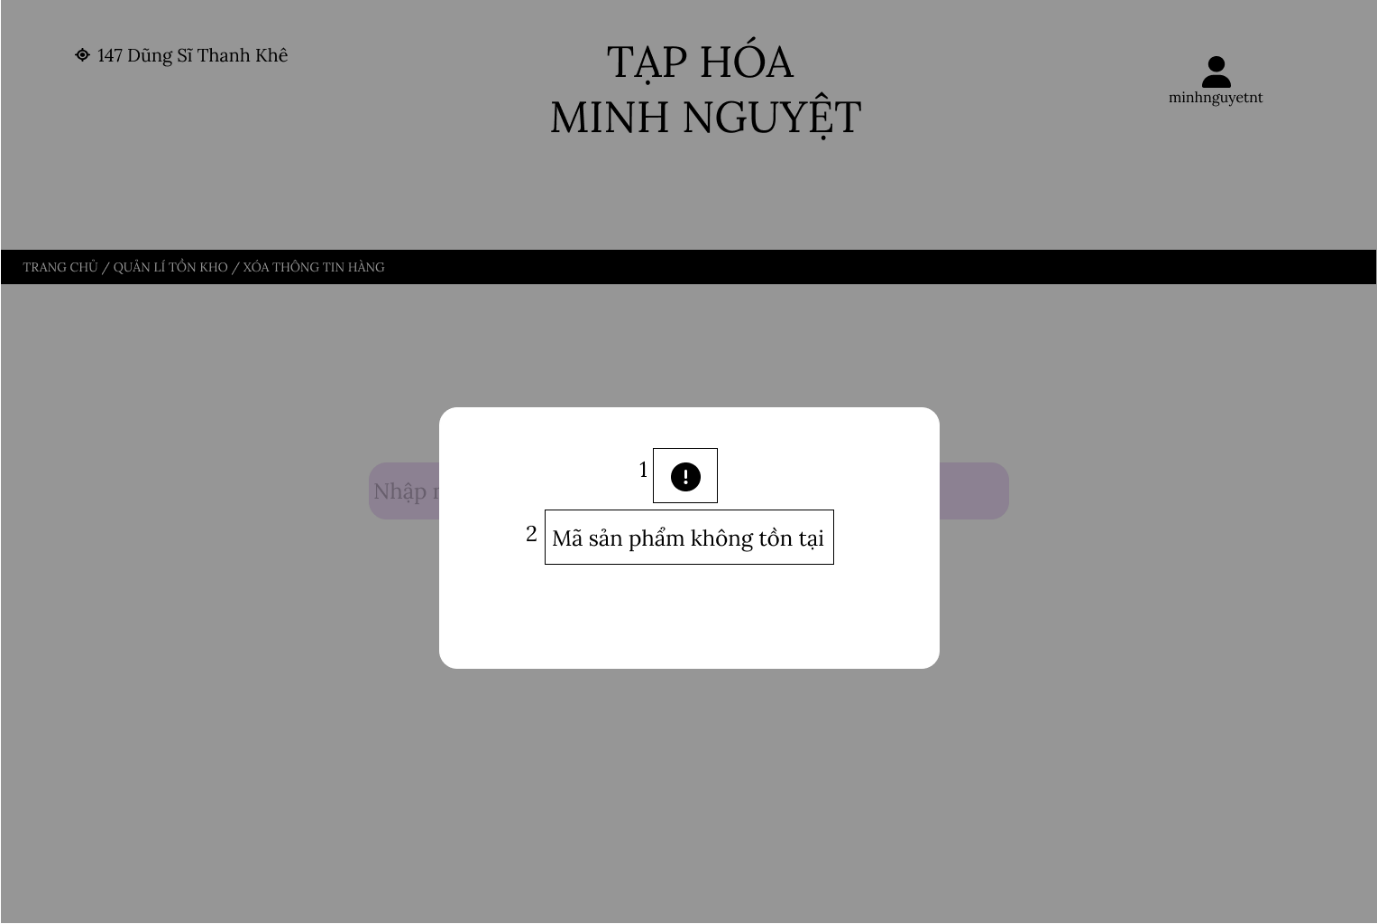 147 Dũng Sĩ Thanh Khê
TẠP HÓA
MINH NGUYỆT
minhnguyetnt
TRANG CHỦ / QUẢN LÍ TỒN KHO / XÓA THÔNG TIN HÀNG
1
Nhập
2 Mã sản phẩm không tồn tại